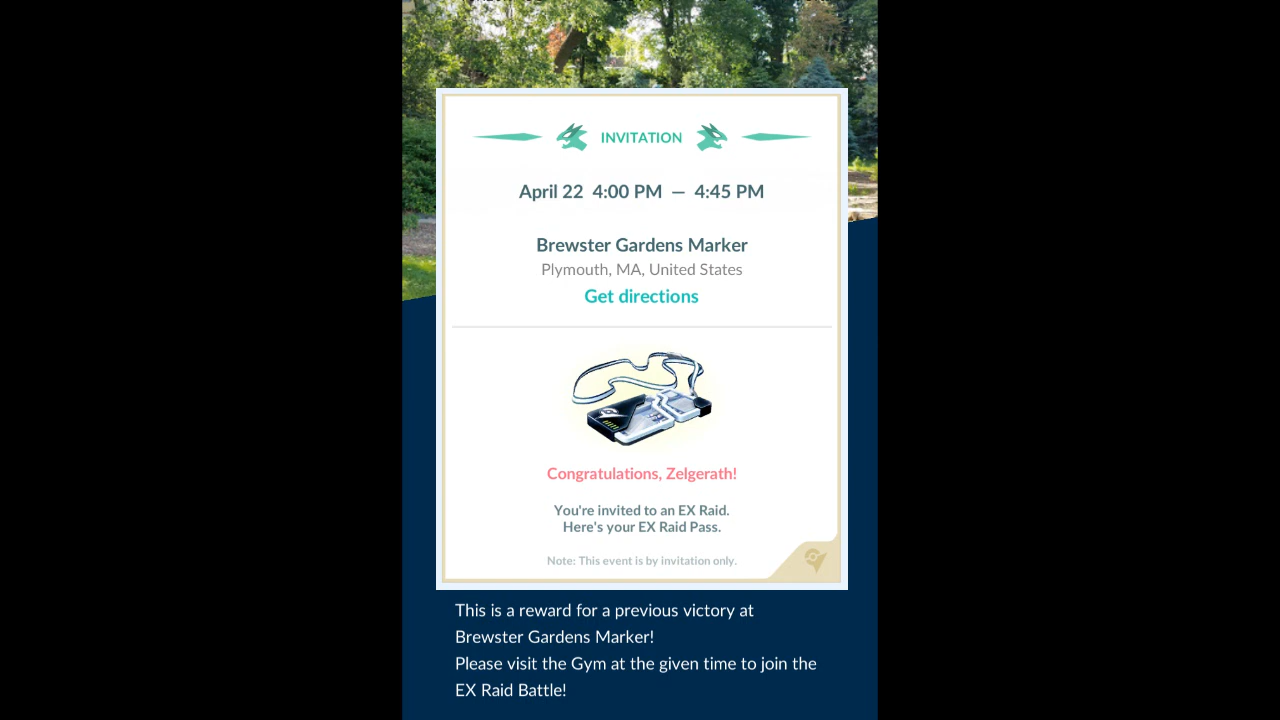 INVITATION
April 22 4:00 PM — 4:45 PM
Brewster Gardens Marker
Plymouth, MA, United States
Get directions
Congratulations, Zelgerath!
You're invited to an EX Raid.
Here's your EX Raid Pass.
Note: This event is by invitation only.
This is a reward for a previous victory at
Brewster Gardens Marker!
Please visit the Gym at the given time to join the
EX Raid Battle!